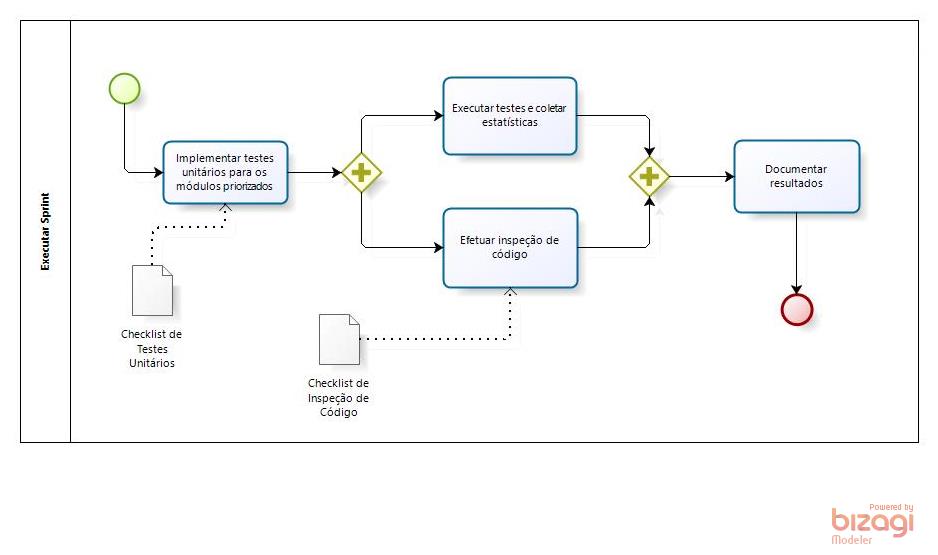 Executar Sprint
Implementar testes
unitários para os
módulos priorizados
Executar testes e coletar
estatísticas
Efetuar inspeção de
código
Documentar
resultados
Checklist de
Testes
Unitários
Checklist de
Inspeção de
Código
Powered by
bizagi
Modeler